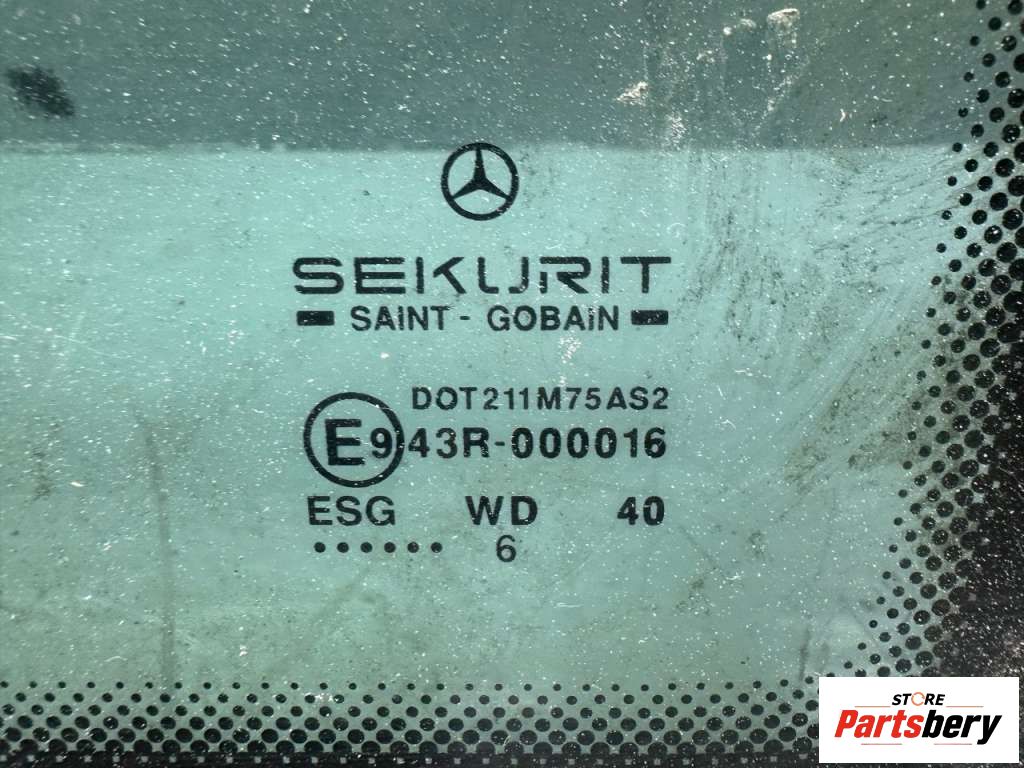 SEKURIT
SAINT - GOBAIN
DOT211M75AS2
E9 43R-000016
ESG WD 40
...... 6
STORE
Partsbery